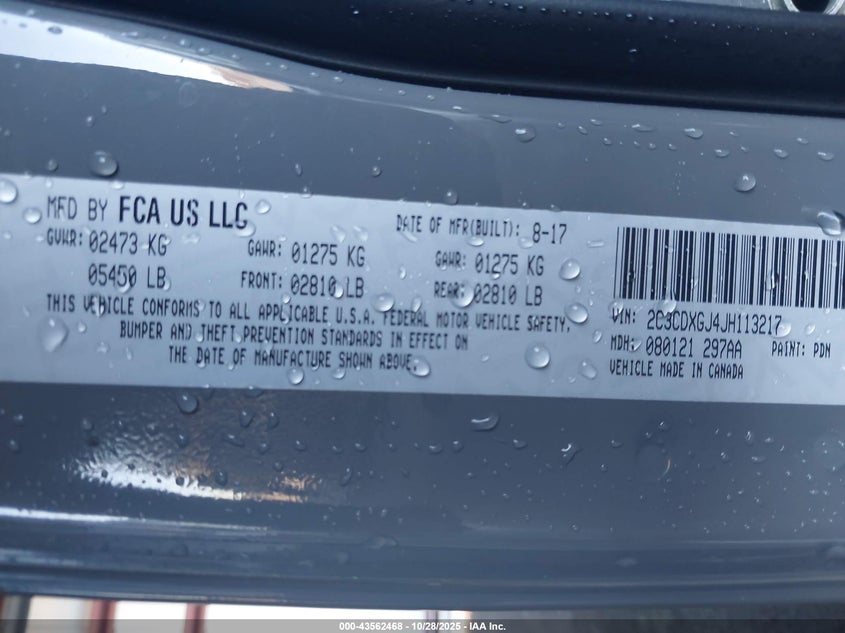 MFD BY FCA US LLC
DATE OF MFR(BUILT): 8-17
GVWR: 02473 KG
05450 LB
GAWR: 01275 KG
FRONT: 02810 LB
GAWR: 01275 KG
REAR: 02810 LB
THIS VEHICLE CONFORMS TO ALL APPLICABLE U.S.A. FEDERAL MOTOR VEHICLE SAFETY,
BUMPER AND THEFT PREVENTION STANDARDS IN EFFECT ON
THE DATE OF MANUFACTURE SHOWN ABOVE.
VIN: 2C3CDXGJ4JH113217
MDH: 080121 297AA PAINT: PDN
VEHICLE MADE IN CANADA
000-43562468 - 10/28/2025 - IAA Inc.